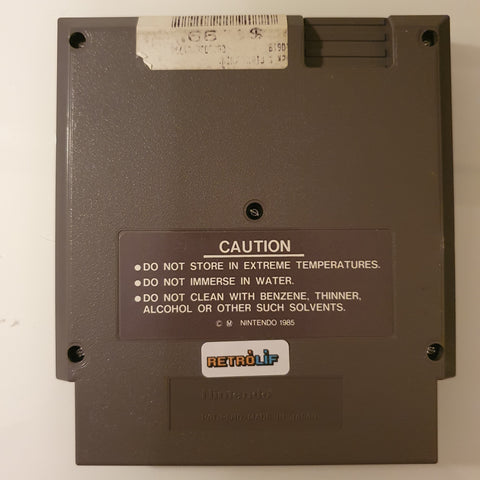 CAUTION
● DO NOT STORE IN EXTREME TEMPERATURES.
● DO NOT IMMERSE IN WATER.
● DO NOT CLEAN WITH BENZENE, THINNER,
ALCOHOL OR OTHER SUCH SOLVENTS.
© Ⓜ NINTENDO 1985
RETROLIF
Nintendo